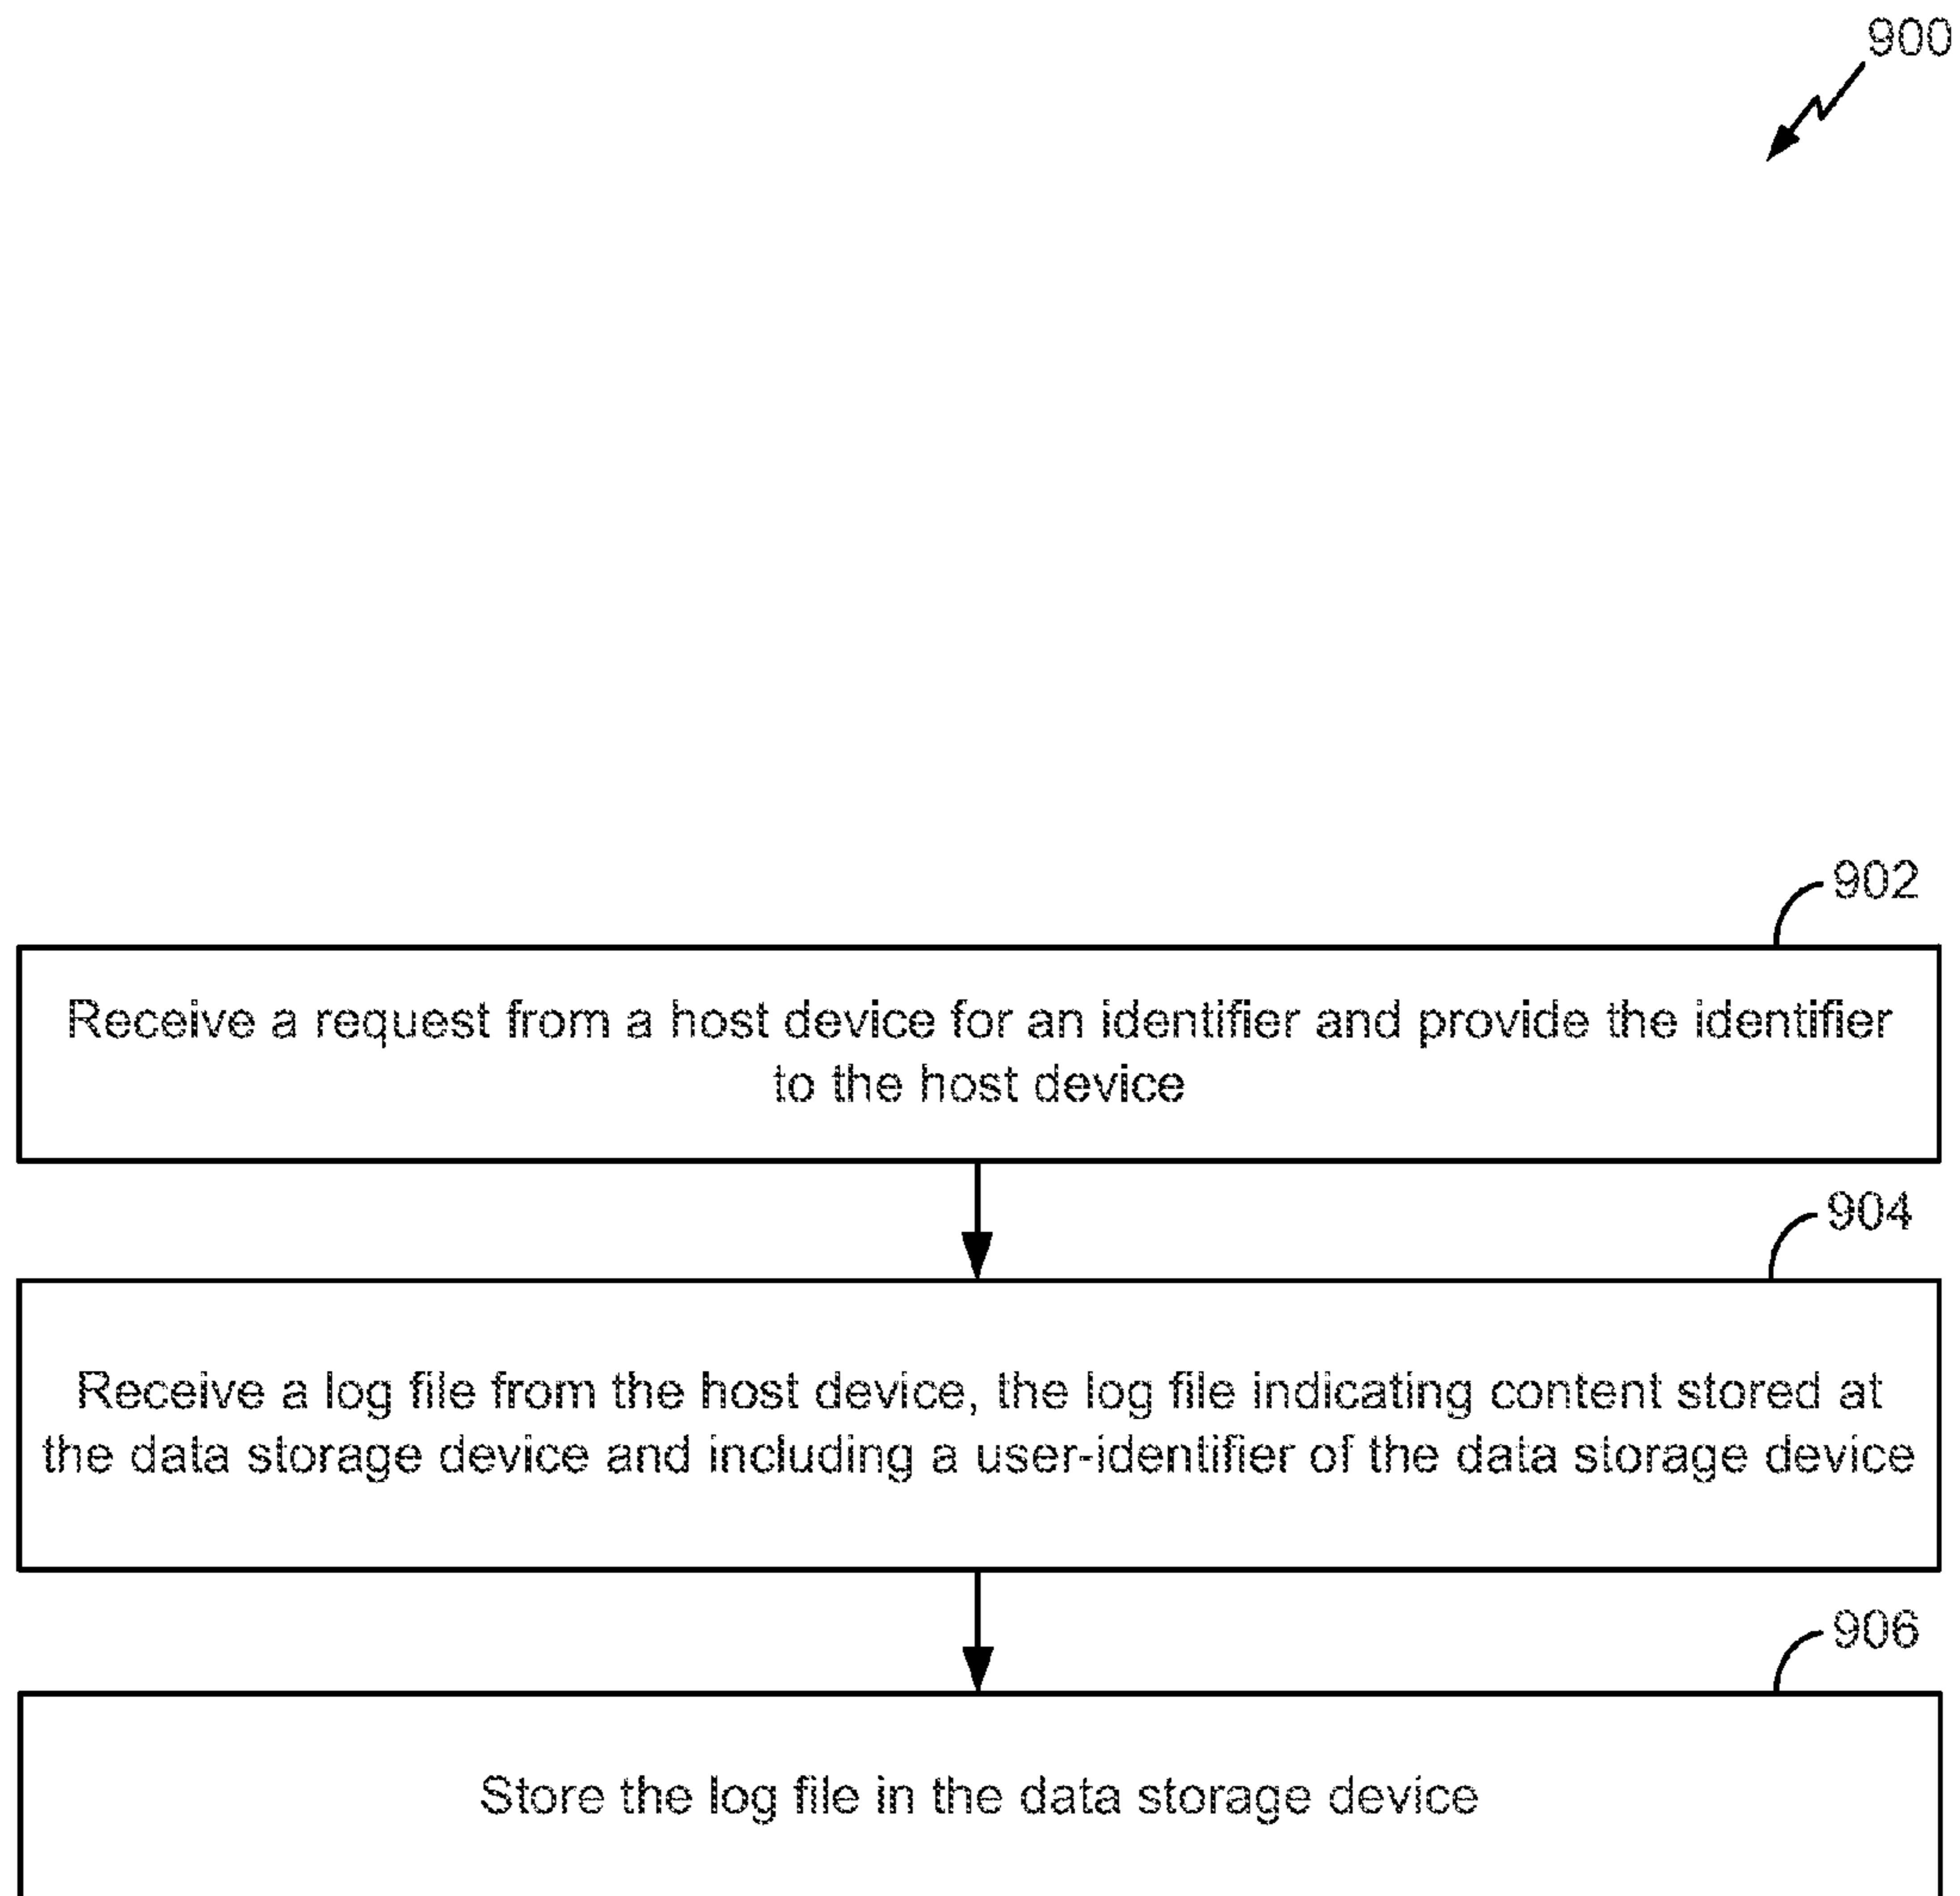 900
902
Receive a request from a host device for an identifier and provide the identifier
to the host device
904
Receive a log file from the host device, the log file indicating content stored at
the data storage device and including a user-identifier of the data storage device
906
Store the log file in the data storage device